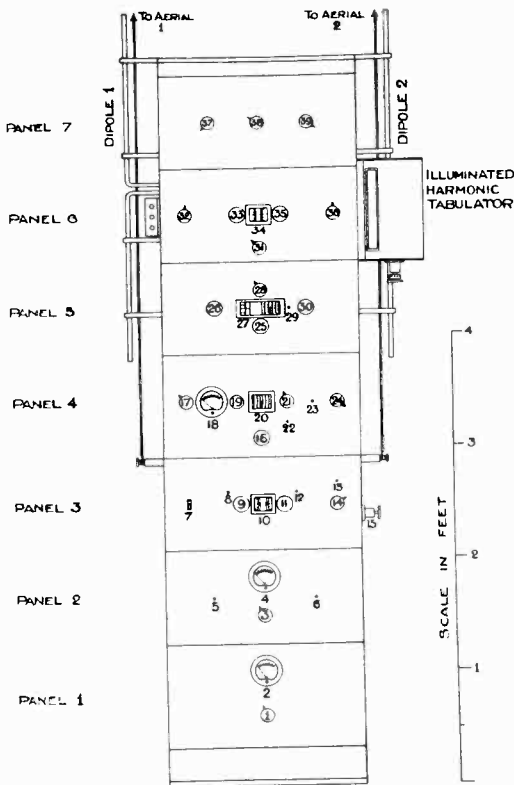 To AERIAL 1
To AERIAL 2
DIPOLE 1
DIPOLE 2
PANEL 7
37 38 39
ILLUMINATED
HARMONIC
TABULATOR
PANEL 6
32 33 34 35 36
31
PANEL 5
28
26 27 29 30
25
4
PANEL 4
17 18 19 20 21 23 24
22
16
3
PANEL 3
7 8 9 10 11 12 13 14
15
SCALE IN FEET
2
PANEL 2
4
5 3 6
1
PANEL 1
2
1